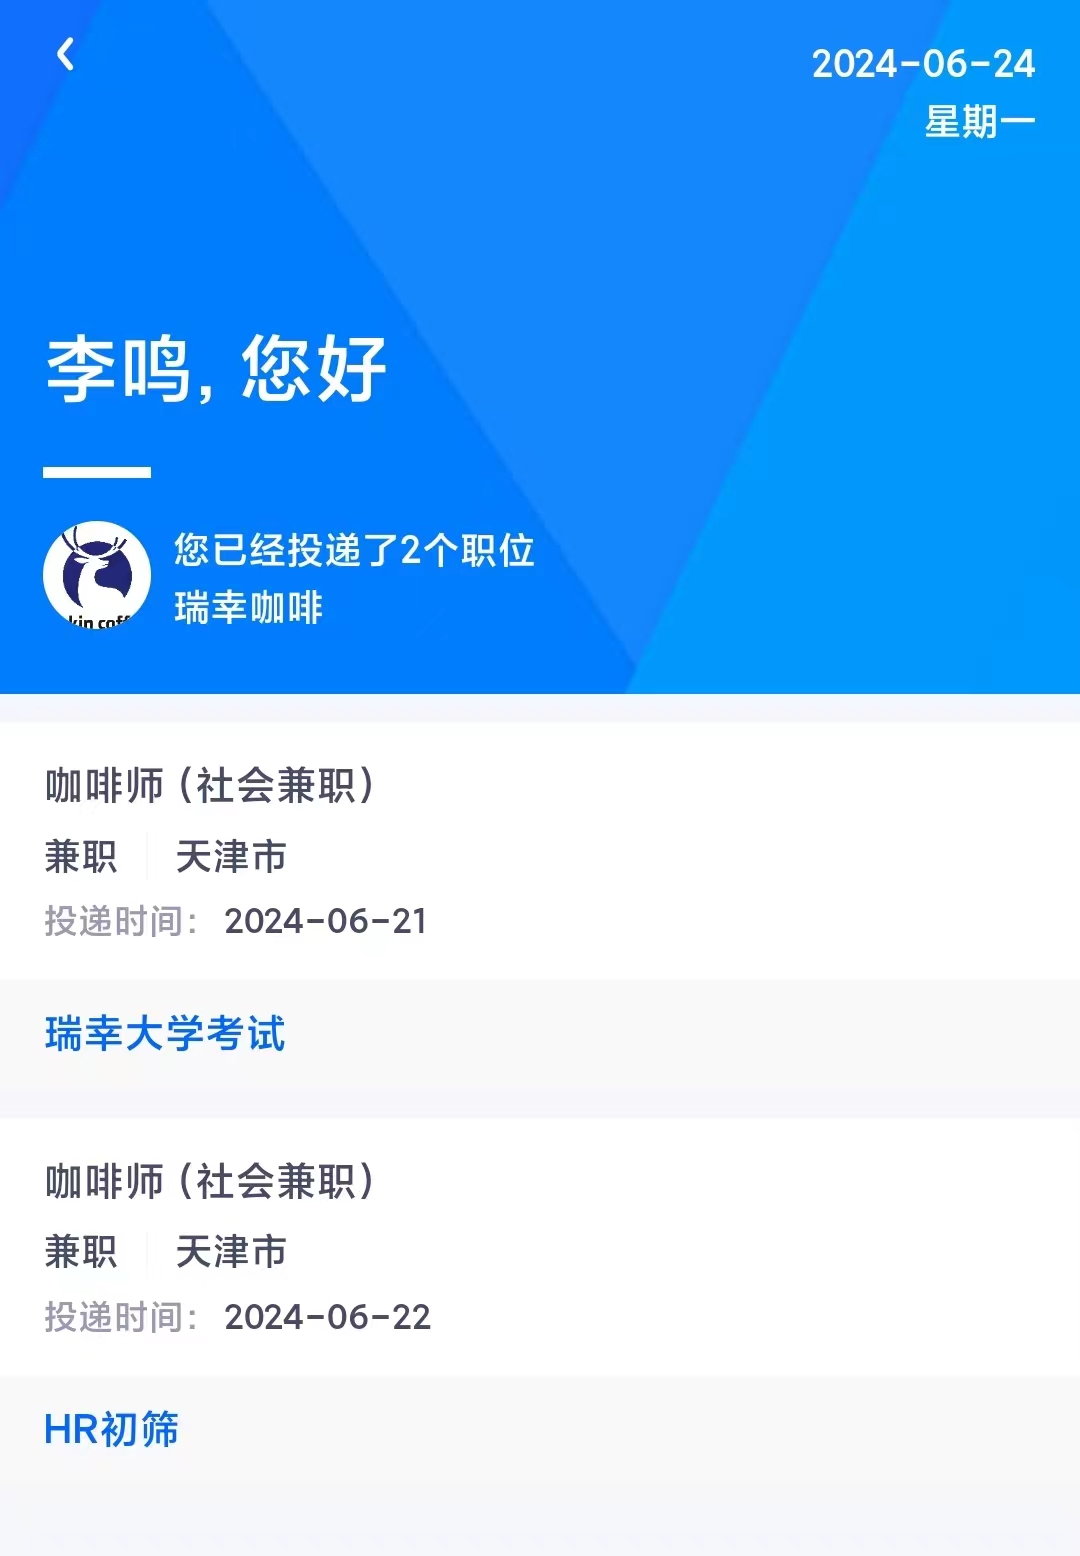 2024-06-24
星期一
李鸣, 您好
您已经投递了2个职位
瑞幸咖啡
kin coff
咖啡师（社会兼职）
兼职 天津市
投递时间： 2024-06-21
瑞幸大学考试
咖啡师（社会兼职）
兼职 天津市
投递时间： 2024-06-22
HR初筛